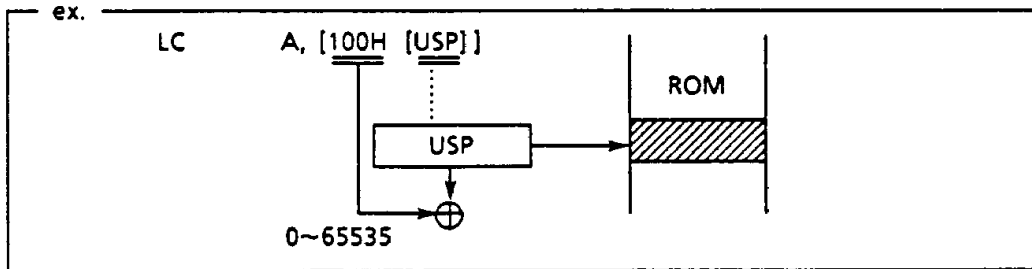 ex.
LC A, [100H [USP] ]
ROM
USP
0~65535